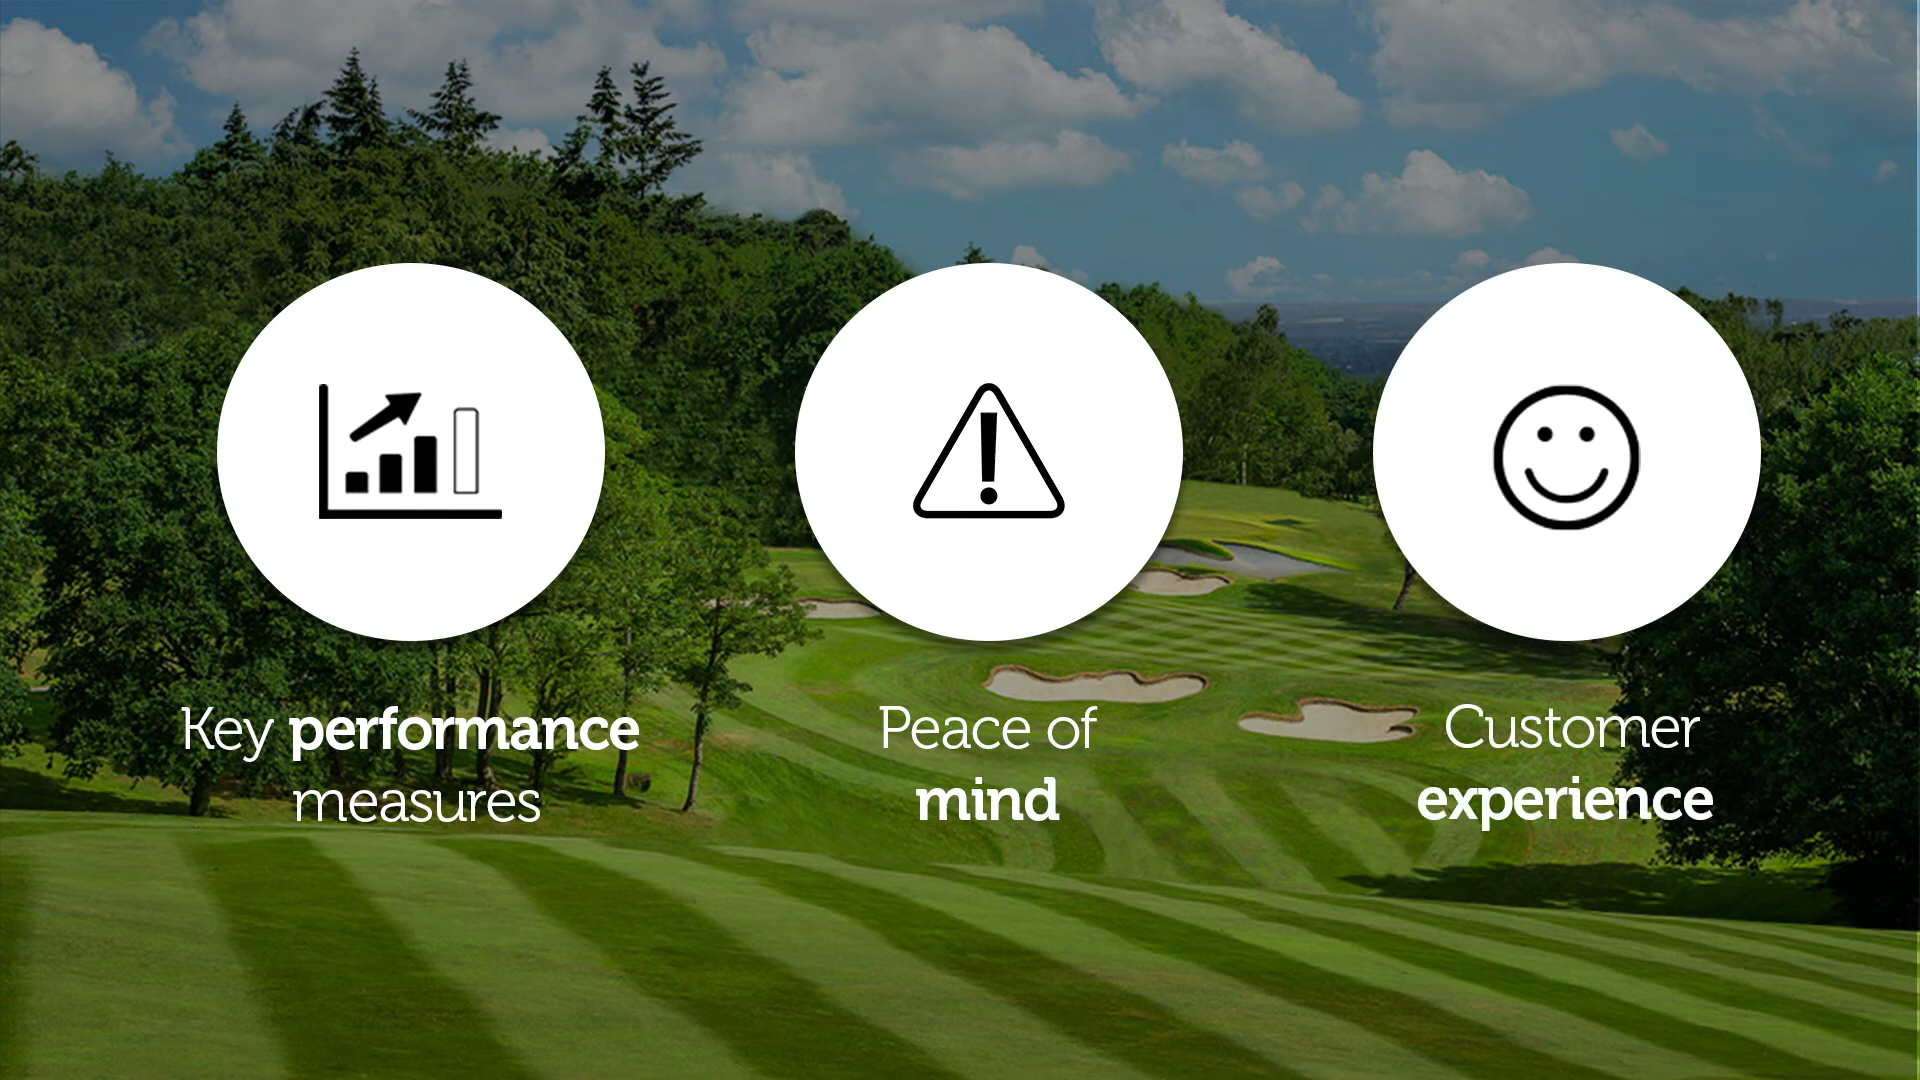 Key performance
measures
Peace of
mind
Customer
experience